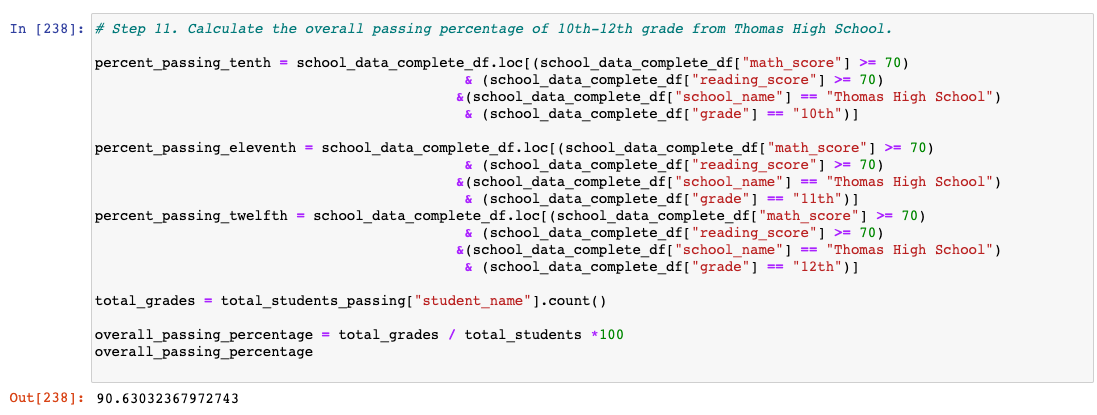 In [238]: # Step 11. Calculate the overall passing percentage of 10th-12th grade from Thomas High School.
percent_passing_tenth = school_data_complete_df.loc[(school_data_complete_df["math_score"] >= 70)
& (school_data_complete_df["reading_score"] >= 70)
&(school_data_complete_df["school_name"] == "Thomas High School")
& (school_data_complete_df["grade"] == "10th")]
percent_passing_eleventh = school_data_complete_df.loc[(school_data_complete_df["math_score"] >= 70)
& (school_data_complete_df["reading_score"] >= 70)
&(school_data_complete_df["school_name"] == "Thomas High School")
& (school_data_complete_df["grade"] == "11th")]
percent_passing_twelfth = school_data_complete_df.loc[(school_data_complete_df["math_score"] >= 70)
& (school_data_complete_df["reading_score"] >= 70)
&(school_data_complete_df["school_name"] == "Thomas High School")
& (school_data_complete_df["grade"] == "12th")]
total_grades = total_students_passing["student_name"].count()
overall_passing_percentage = total_grades / total_students *100
overall_passing_percentage
Out[238]: 90.63032367972743